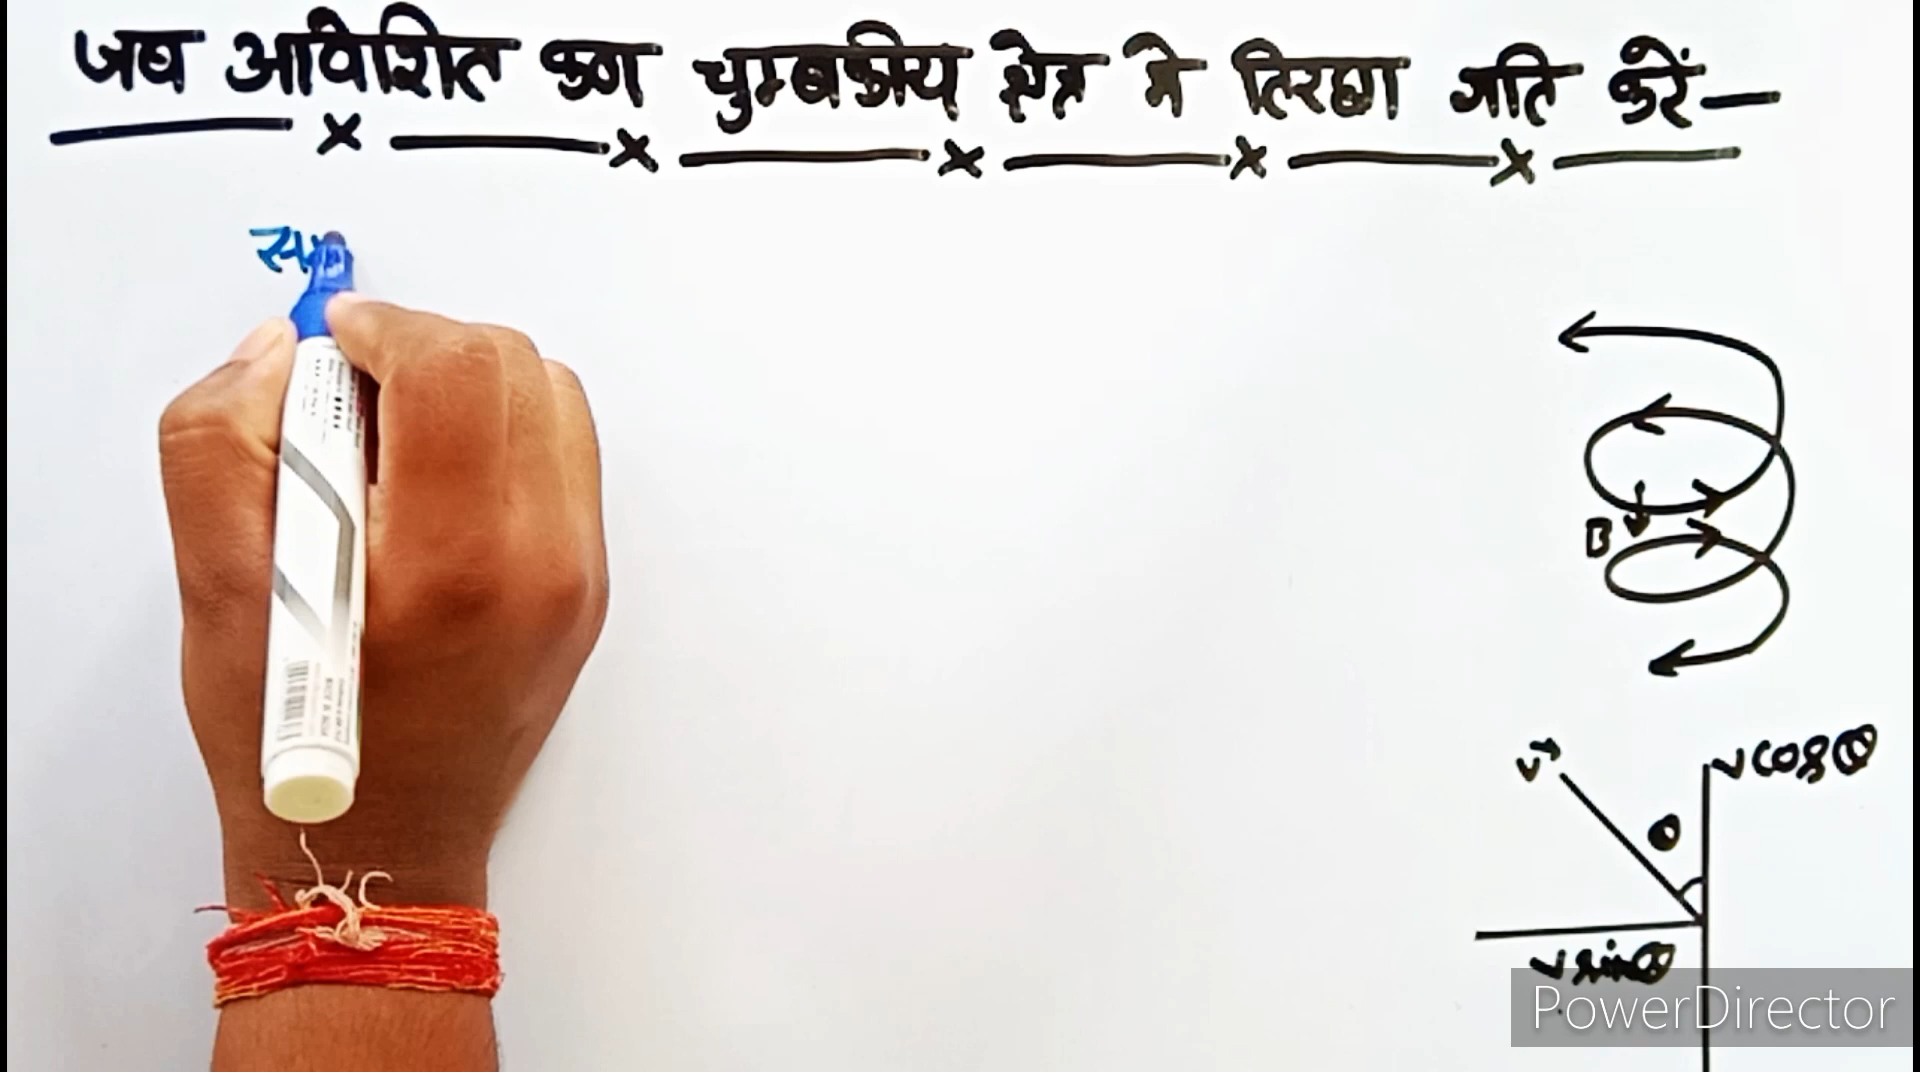 जब आवेशित कण चुम्बकीय क्षेत्र मे तिरछा गति करें—
B
v
vcosθ
θ
vsinθ
PowerDirector